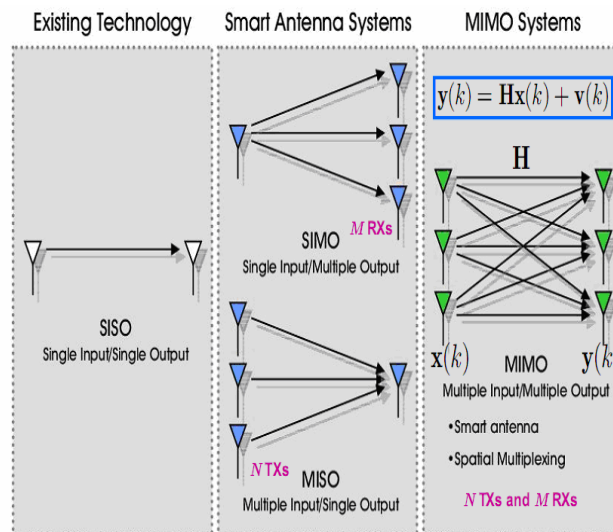 Existing Technology
SISO
Single Input/Single Output
Smart Antenna Systems
M RXs
SIMO
Single Input/Multiple Output
N TXs
MISO
Multiple Input/Single Output
MIMO Systems
y(k) = Hx(k) + v(k)
H
x(k) y(k
MIMO
Multiple Input/Multiple Output
•Smart antenna
•Spatial Multiplexing
N TXs and M RXs